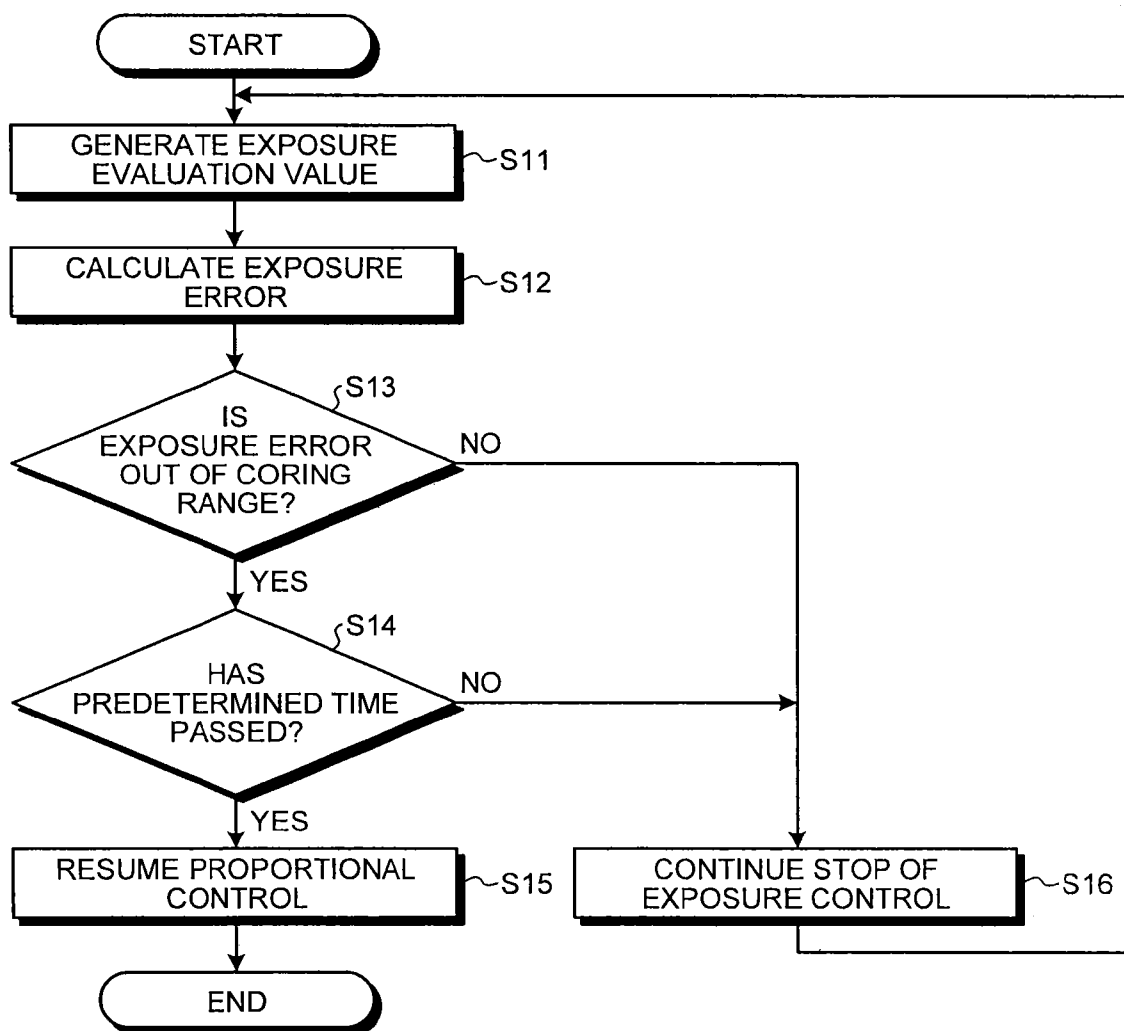 START
GENERATE EXPOSURE
EVALUATION VALUE
S11
CALCULATE EXPOSURE
ERROR
S12
S13
IS
EXPOSURE ERROR
OUT OF CORING
RANGE?
NO
YES
S14
HAS
PREDETERMINED TIME
PASSED?
NO
YES
RESUME PROPORTIONAL
CONTROL
S15
CONTINUE STOP OF
EXPOSURE CONTROL
S16
END